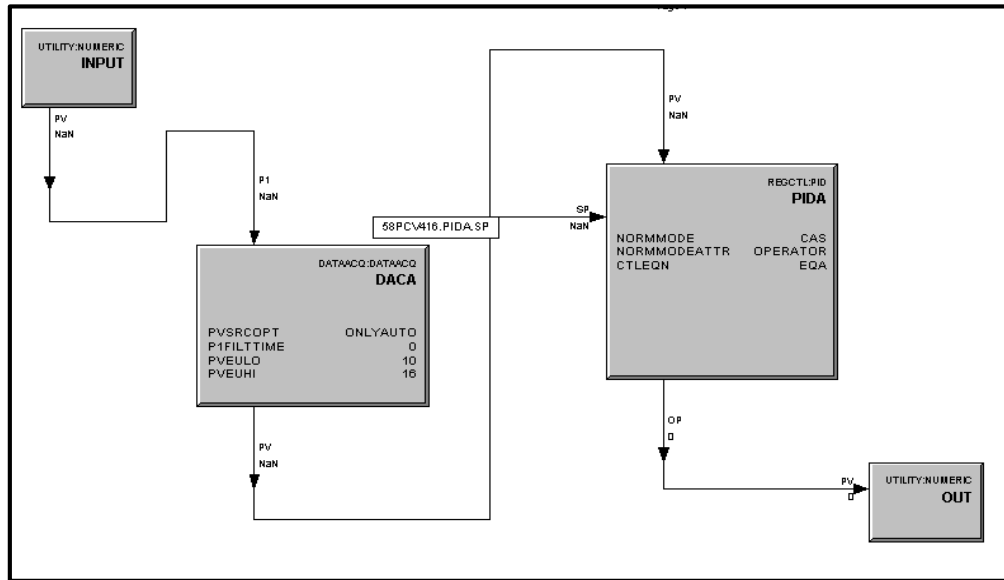 UTILITY:NUMERIC
INPUT
PV
NaN
P1
NaN
DATAACQ:DATAACQ
DACA
PVSRCOPT ONLYAUTO
P1FILTTIME 0
PVEULO 10
PVEUHI 16
PV
NaN
58PCV416.PIDA.SP
PV
NaN
SP
NaN
REGCTL:PID
PIDA
NORMMODE CAS
NORMMODEATTR OPERATOR
CTLEQN EQA
OP
0
PV
0
UTILITY:NUMERIC
OUT